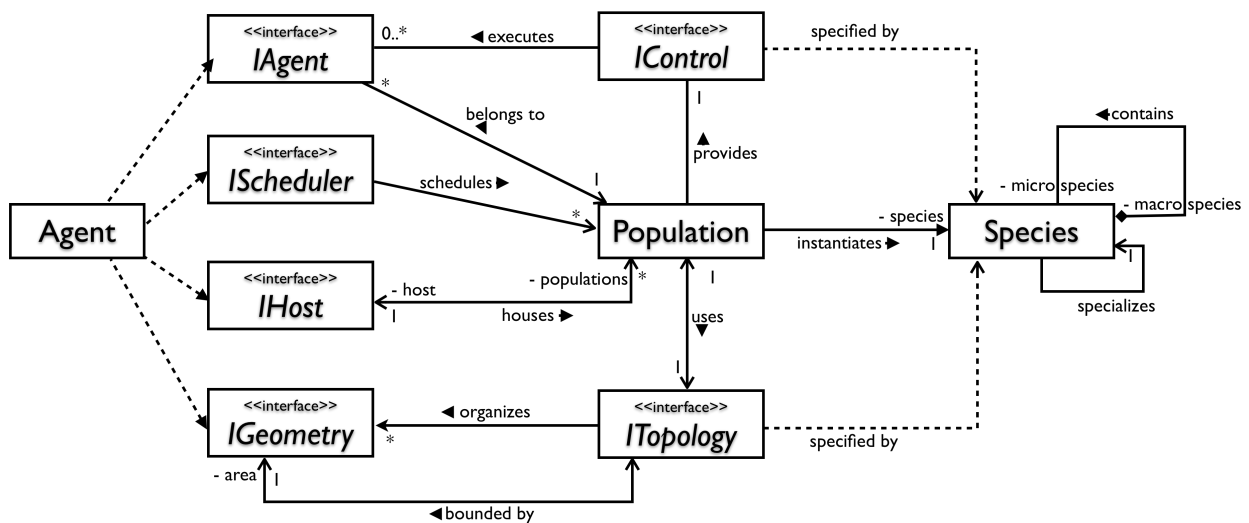 <<interface>>
IAgent
0..*
executes
<<interface>>
IControl
specified by
*
belongs to
1
provides
contains
<<interface>>
IScheduler
schedules
*
1
- micro species
- macro species
Agent
Population
- species
instantiates
1
Species
1
specializes
<<interface>>
IHost
- host
1
houses
- populations
*
1
uses
1
<<interface>>
IGeometry
organizes
*
<<interface>>
ITopology
specified by
- area
1
bounded by